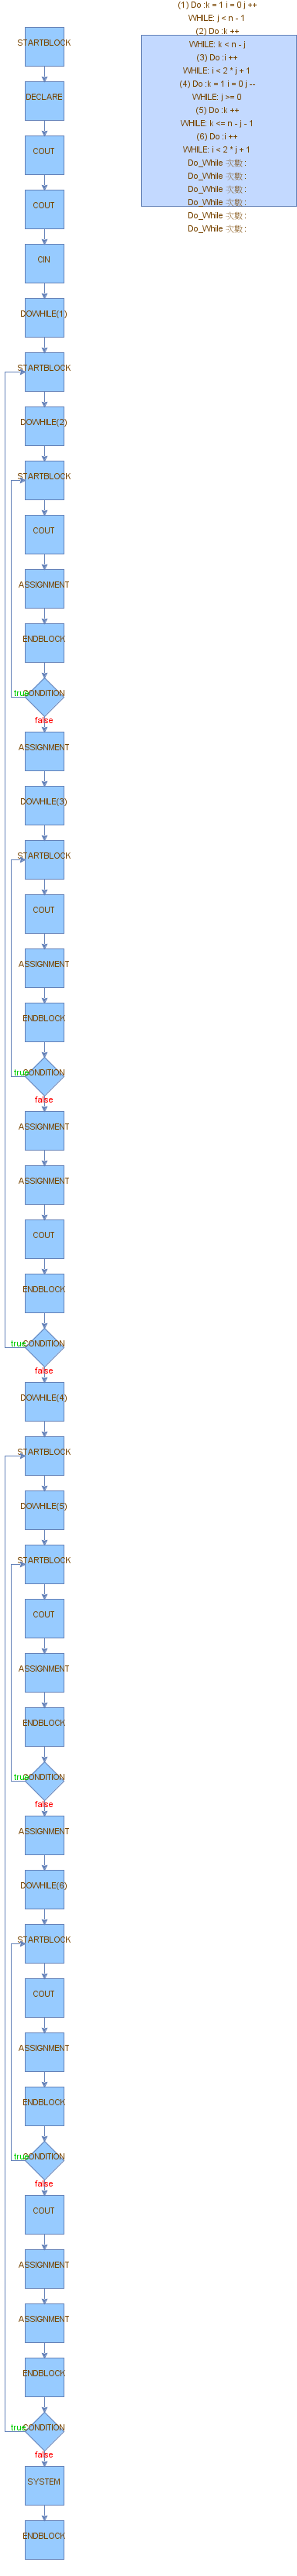 STARTBLOCK
DECLARE
COUT
COUT
CIN
DOWHILE(1)
STARTBLOCK
DOWHILE(2)
STARTBLOCK
COUT
ASSIGNMENT
ENDBLOCK
true
CONDITION
false
ASSIGNMENT
DOWHILE(3)
STARTBLOCK
COUT
ASSIGNMENT
ENDBLOCK
true
CONDITION
false
ASSIGNMENT
ASSIGNMENT
COUT
ENDBLOCK
true
CONDITION
false
DOWHILE(4)
STARTBLOCK
DOWHILE(5)
STARTBLOCK
COUT
ASSIGNMENT
ENDBLOCK
true
CONDITION
false
ASSIGNMENT
DOWHILE(6)
STARTBLOCK
COUT
ASSIGNMENT
ENDBLOCK
true
CONDITION
false
COUT
ASSIGNMENT
ASSIGNMENT
ENDBLOCK
true
CONDITION
false
SYSTEM
ENDBLOCK
(1) Do :k = 1 i = 0 j ++
WHILE: j < n - 1
(2) Do :k ++
WHILE: k < n - j
(3) Do :i ++
WHILE: i < 2 * j + 1
(4) Do :k = 1 i = 0 j --
WHILE: j >= 0
(5) Do :k ++
WHILE: k <= n - j - 1
(6) Do :i ++
WHILE: i < 2 * j + 1
Do_While 次數 :
Do_While 次數 :
Do_While 次數 :
Do_While 次數 :
Do_While 次數 :
Do_While 次數 :